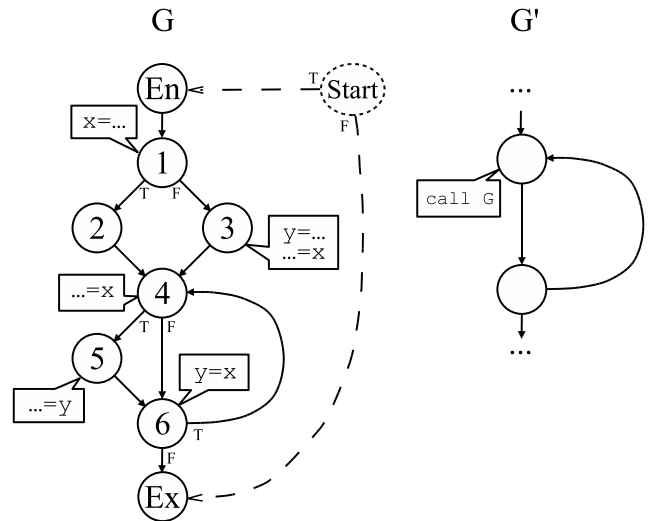 G
G'
En
T
Start
F
...
x=…
1
T
F
2
3
y=…
…=x
call G
…=x
4
T
F
5
y=x
…=y
6
T
F
Ex
...